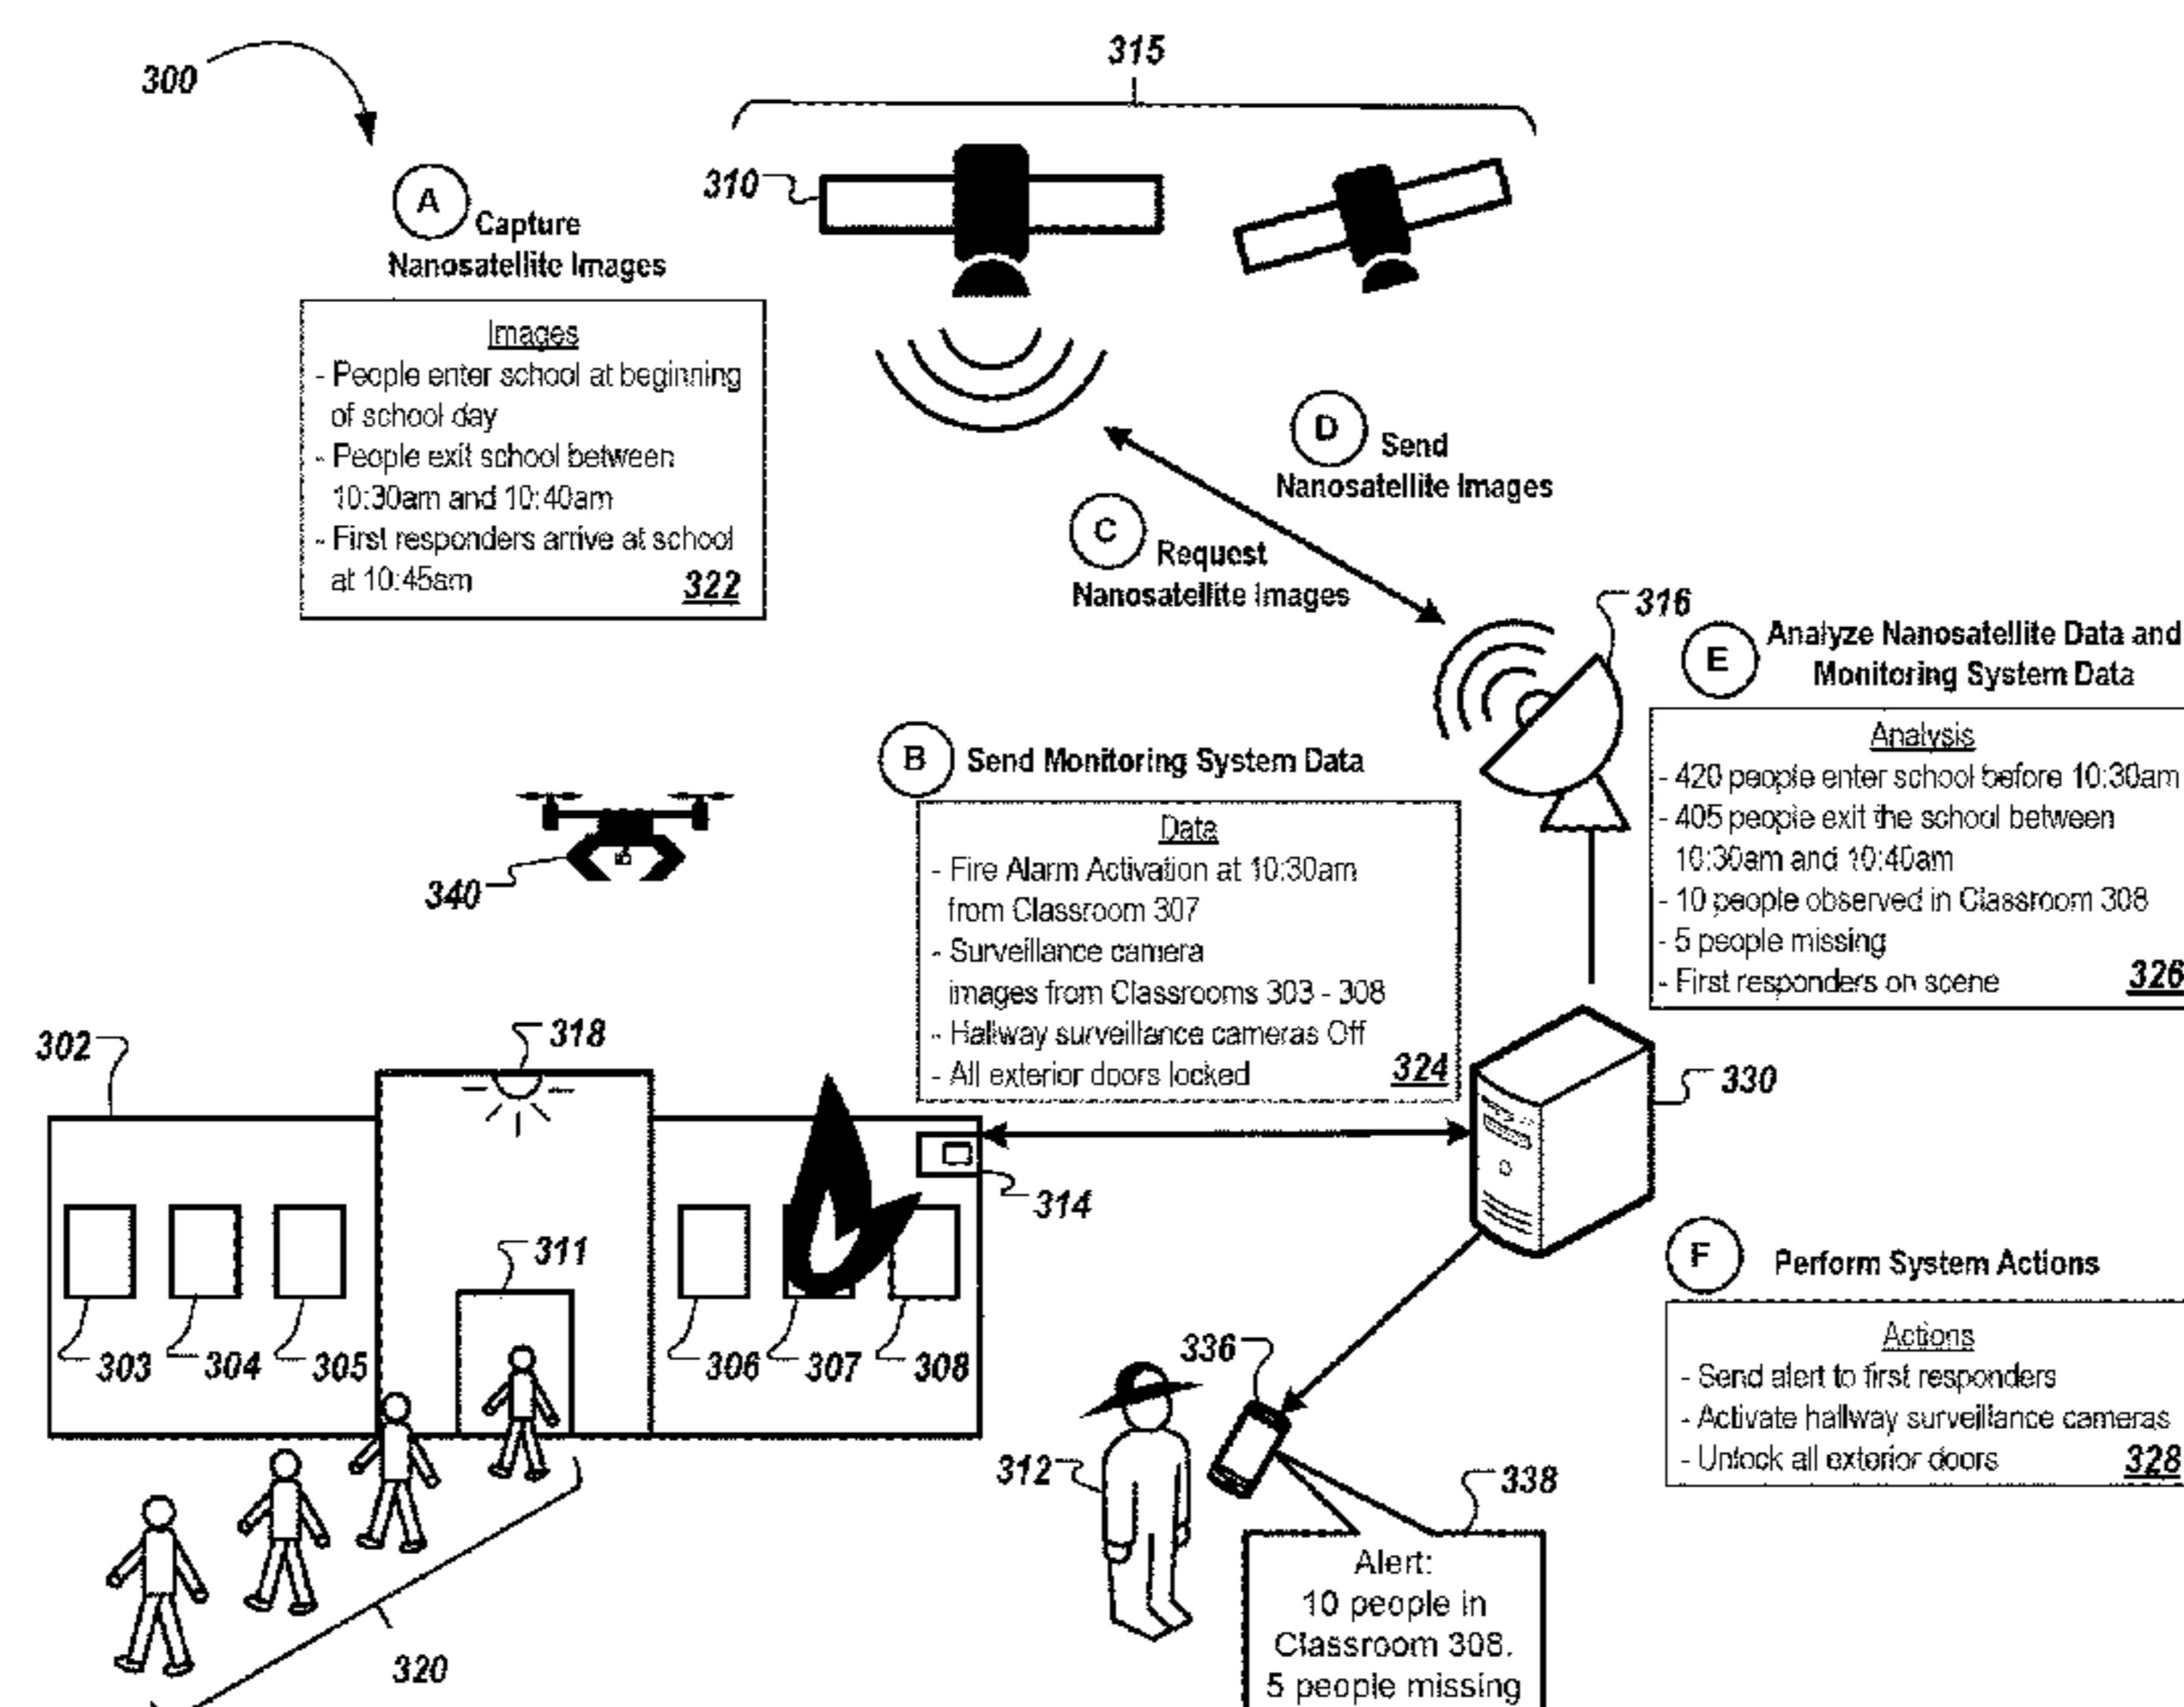 300
315
310
A
Capture
Nanosatellite Images
Images
- People enter school at beginning
of school day
- People exit school between
10:30am and 10:40am
- First responders arrive at school
at 10:45am
322
D
Send
Nanosatellite Images
C
Request
Nanosatellite Images
316
E
Analyze Nanosatellite Data and
Monitoring System Data
Analysis
- 420 people enter school before 10:30am
- 405 people exit the school between
10:30am and 10:40am
- 10 people observed in Classroom 308
- 5 people missing
- First responders on scene
326
B
Send Monitoring System Data
Data
- Fire Alarm Activation at 10:30am
from Classroom 307
- Surveillance camera
images from Classrooms 303 - 308
- Hallway surveillance cameras Off
- All exterior doors locked
324
340
302
318
330
314
311
303
304
305
306
307
308
F
Perform System Actions
Actions
- Send alert to first responders
- Activate hallway surveillance cameras
- Unlock all exterior doors
328
336
312
338
Alert:
10 people in
Classroom 308.
5 people missing
320